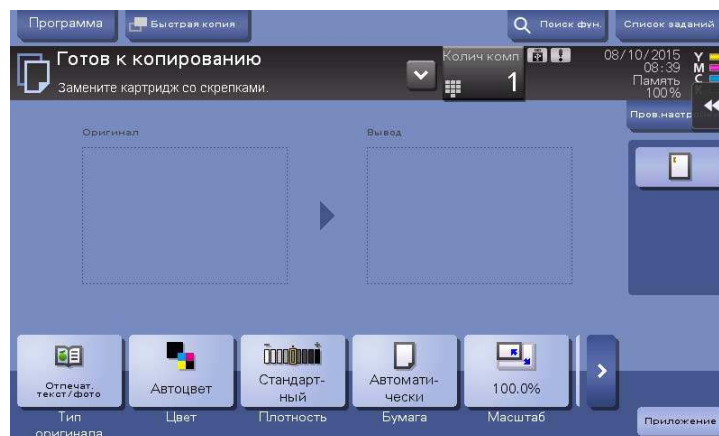 Программа
Быстрая копия
Поиск фун.
Список заданий
Готов к копированию
Замените картридж со скрепками.
Колич комп
1
08/10/2015
08:39
Память
100%
Y
M
C
K
Пров.настр
Оригинал
Вывод
Отпечат.
текст/фото
Автоцвет
Стандарт-
ный
Автомати-
чески
100.0%
Тип
оригинала
Цвет
Плотность
Бумага
Масштаб
Приложение